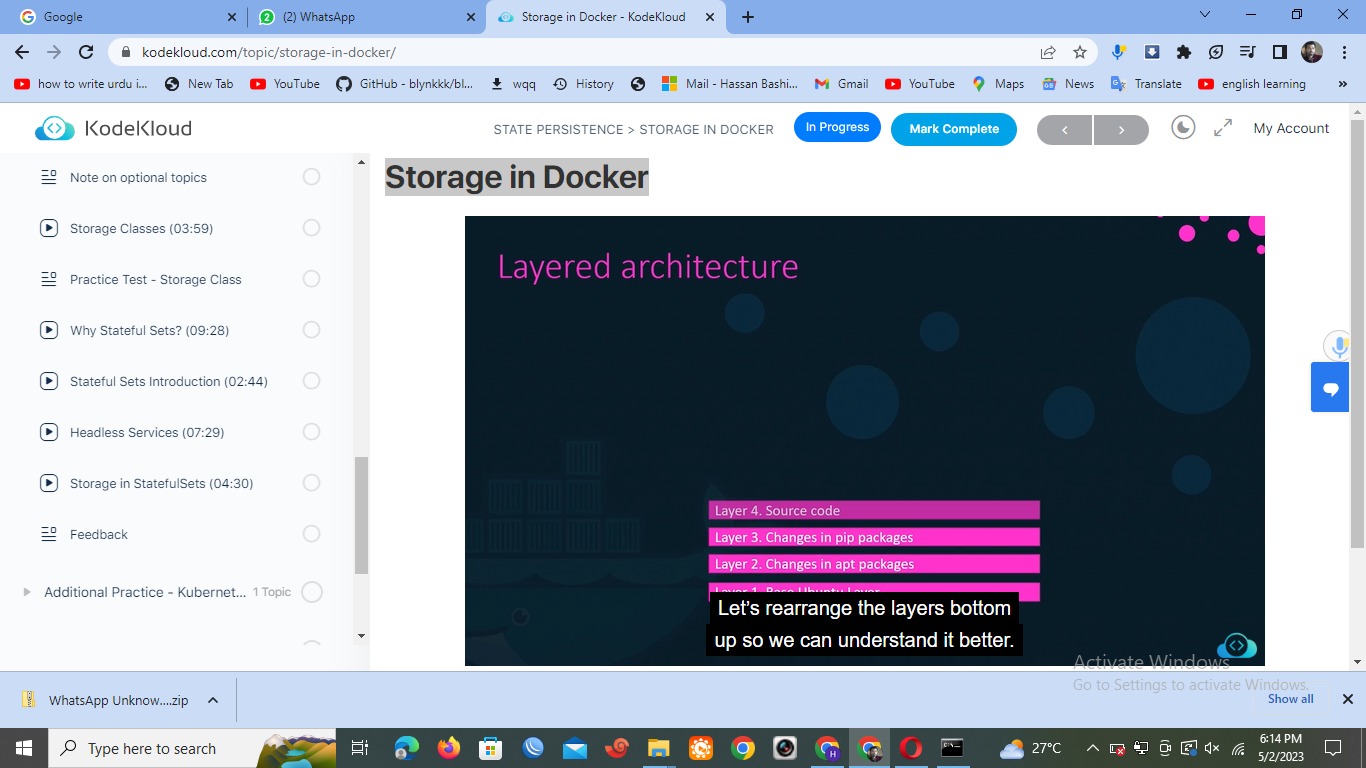 Google
(2) WhatsApp
Storage in Docker - KodeKloud
kodekloud.com/topic/storage-in-docker/
how to write urdu i...
New Tab
YouTube
GitHub - blynkkk/bl...
wqq
History
Mail - Hassan Bashi...
Gmail
YouTube
Maps
News
Translate
english learning
KodeKloud
STATE PERSISTENCE > STORAGE IN DOCKER
In Progress
Mark Complete
My Account
Note on optional topics
Storage Classes (03:59)
Practice Test - Storage Class
Why Stateful Sets? (09:28)
Stateful Sets Introduction (02:44)
Headless Services (07:29)
Storage in StatefulSets (04:30)
Feedback
Additional Practice - Kubernet... 1 Topic
Storage in Docker
Layered architecture
Layer 4. Source code
Layer 3. Changes in pip packages
Layer 2. Changes in apt packages
Layer 1. Base Ubuntu Layer
Let's rearrange the layers bottom
up so we can understand it better.
Activate Windows
Go to Settings to activate Windows.
WhatsApp Unknow....zip
Show all
Type here to search
27°C
6:14 PM
5/2/2023